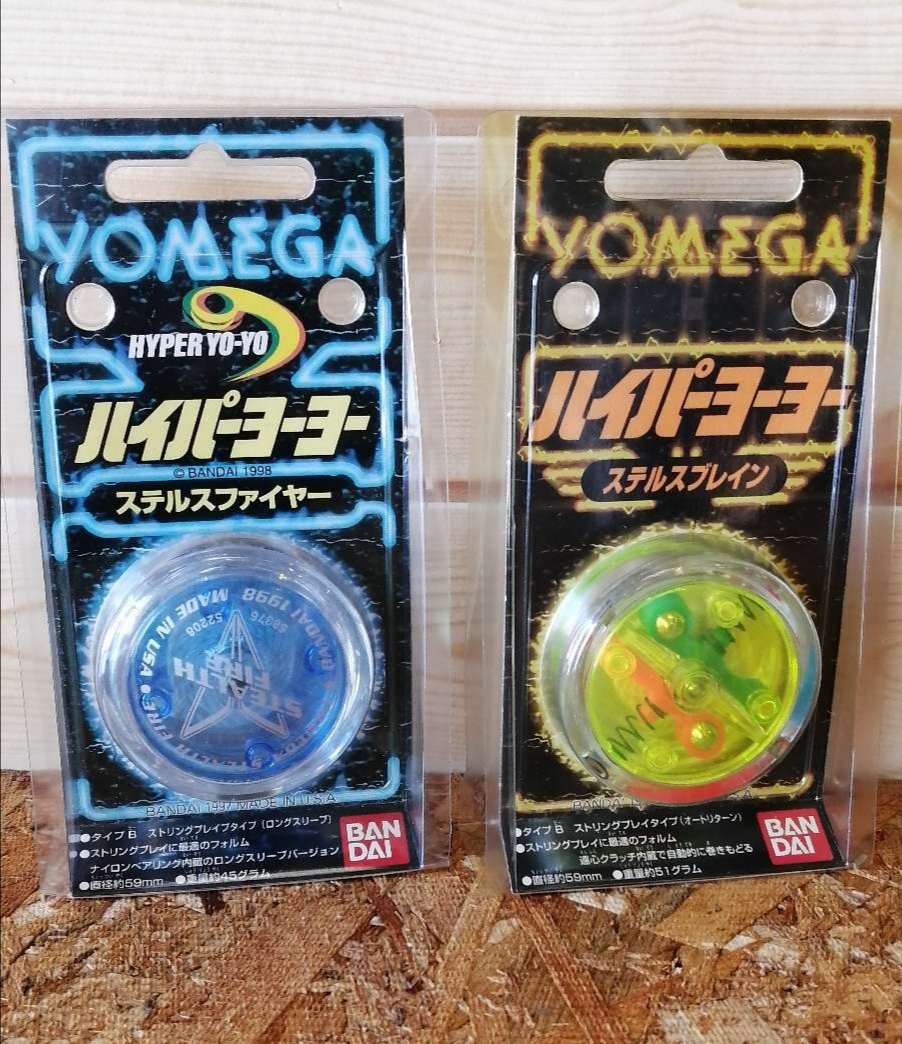 YOMEGA
HYPER YO-YO
ハイパーヨーヨー
© BANDAI 1998
ステルスファイヤー
BANDAI 1998 MADE IN USA
58876 52208
STEALTH FIRE
STEALTH FIRE
BANDAI 1997 MADE IN U.S.A
●タイプB ストリングプレイブタイプ(ロングスリープ)
●ストリングプレイに最適のフォルム
ナイロンベアリング内蔵のロングスリープバージョン
●直径約59mm ●重量約45グラム
BAN
DAI
YOMEGA
ハイパーヨーヨー
ステルスブレイン
BANDAI
●タイプB ストリングプレイタイプ(オートリターン)
●ストリングプレイに最適のフォルム
遠心クラッチ内蔵で自動的に巻きもどる
●直径約59mm ●重量約51グラム
BAN
DAI